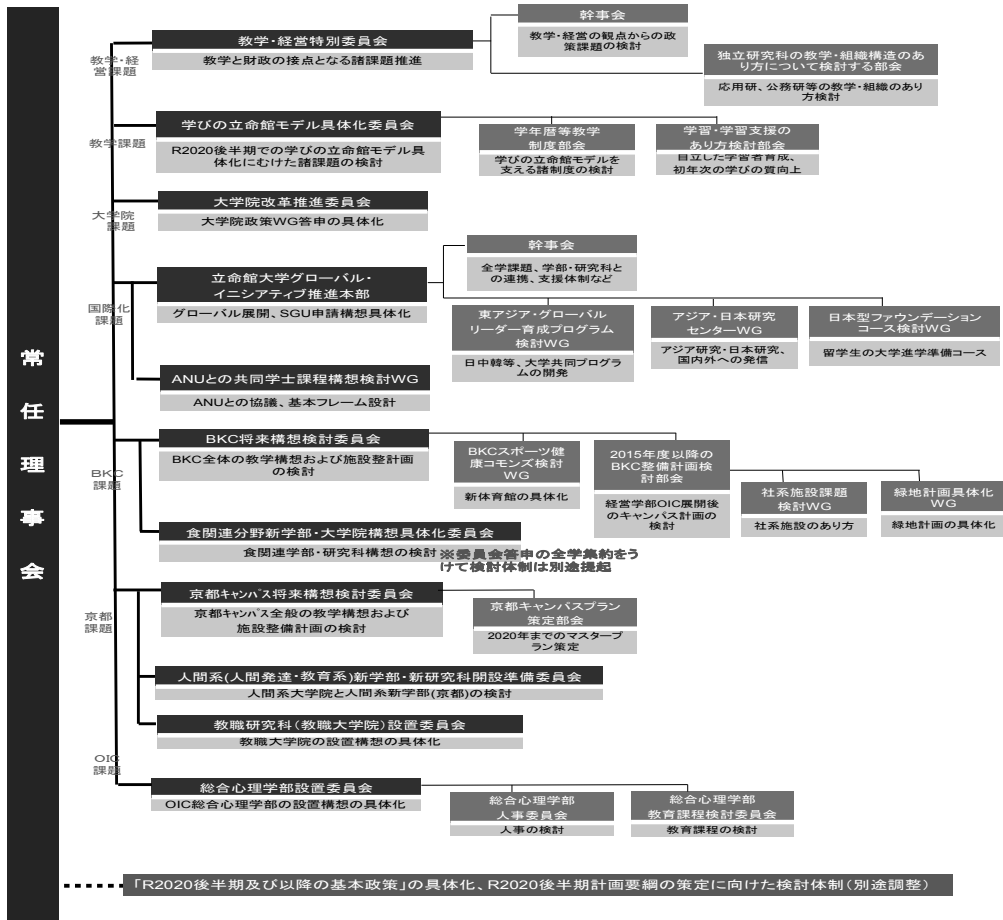 常
任
理
事
会
教学・経
営課題
教学・経営特別委員会
教学と財政の接点となる諸課題推進
幹事会
教学・経営の観点からの政
策課題の検討
独立研究科の教学・組織構造のあ
り方について検討する部会
応用研、公務研等の教学・組織のあり
方検討
教学課題
学びの立命館モデル具体化委員会
R2020後半期での学びの立命館モデル具
体化にむけた諸課題の検討
学年暦等教学
制度部会
学びの立命館モデルを
支える諸制度の検討
学習・学習支援の
あり方検討部会
自立した学習者育成、
初年次の学びの質向上
大学院
課題
大学院改革推進委員会
大学院政策WG答申の具体化
国際化
課題
立命館大学グローバル・
イニシアティブ推進本部
グローバル展開、SGU申請構想具体化
幹事会
全学課題、学部・研究科と
の連携、支援体制など
東アジア・グローバル
リーダー育成プログラム
検討WG
日中韓等、大学共同プログラ
ムの開発
アジア・日本研究
センターWG
アジア研究・日本研究、
国内外への発信
日本型ファウンデーション
コース検討WG
留学生の大学進学準備コース
ANUとの共同学士課程構想検討WG
ANUとの協議、基本フレーム設計
BKC
課題
BKC将来構想検討委員会
BKC全体の教学構想および施設整計画
の検討
BKCスポーツ健
康コモンズ検討
WG
新体育館の具体化
2015年度以降の
BKC整備計画検
討部会
経営学部OIC展開後
のキャンパス計画の
検討
社系施設課題
検討WG
社系施設のあり方
緑地計画具体化
WG
緑地計画の具体化
食関連分野新学部・大学院構想具体化委員会
食関連学部・研究科構想の検討
※委員会答申の全学集約をう
けて検討体制は別途提起
京都
課題
京都キャンパス将来構想検討委員会
京都キャンパス全般の教学構想および
施設整備計画の検討
京都キャンパスプラン
策定部会
2020年までのマスタープ
ラン策定
人間系(人間発達・教育系)新学部・新研究科開設準備委員会
人間系大学院と人間系新学部(京都)の検討
教職研究科(教職大学院)設置委員会
教職大学院の設置構想の具体化
OIC
課題
総合心理学部設置委員会
OIC総合心理学部の設置構想の具体化
総合心理学部
人事委員会
人事の検討
総合心理学部
教育課程検討委員会
教育課程の検討
「R2020後半期及び以降の基本政策」の具体化、R2020後半期計画要綱の策定に向けた検討体制(別途調整)